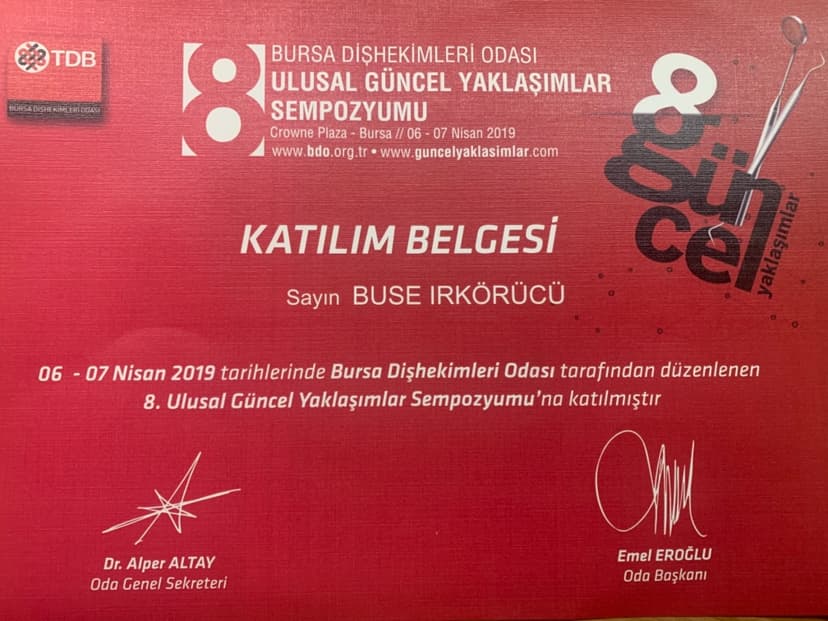 TDB
BURSA DİŞHEKİMLERİ ODASI
8
BURSA DİŞHEKİMLERİ ODASI
ULUSAL GÜNCEL YAKLAŞIMLAR
SEMPOZYUMU
Crowne Plaza - Bursa // 06 - 07 Nisan 2019
www.bdo.org.tr • www.guncelyaklasimlar.com
8
güncel
yaklaşımlar
KATILIM BELGESİ
Sayın BUSE IRKÖRÜCÜ
06 - 07 Nisan 2019 tarihlerinde Bursa Dişhekimleri Odası tarafından düzenlenen
8. Ulusal Güncel Yaklaşımlar Sempozyumu'na katılmıştır
Dr. Alper ALTAY
Oda Genel Sekreteri
Emel EROĞLU
Oda Başkanı